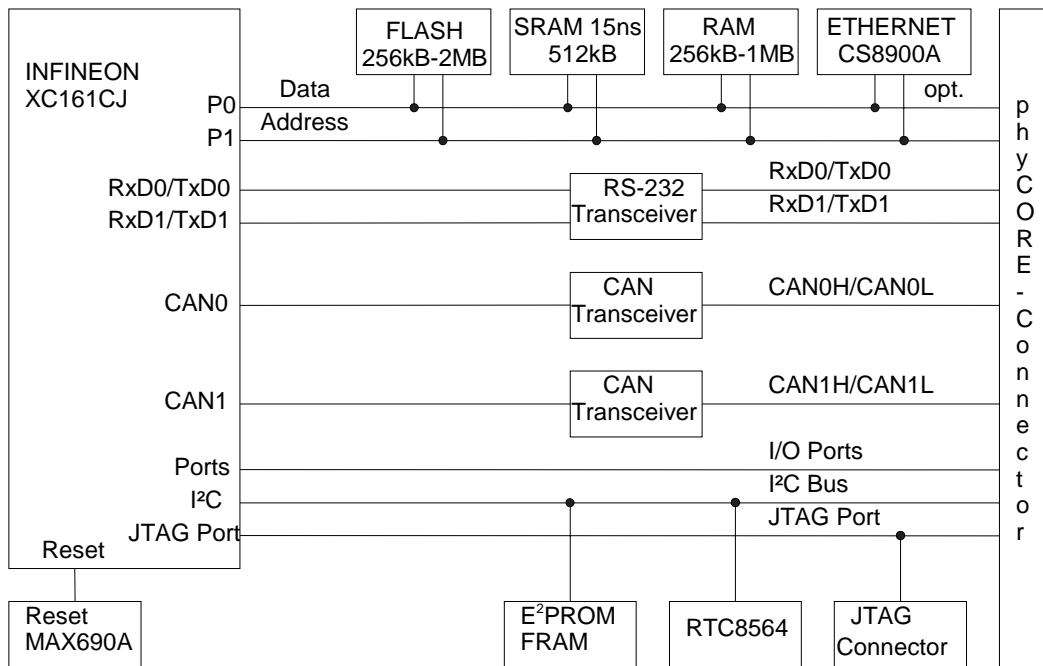 FLASH
256kB-2MB
SRAM 15ns
512kB
RAM
256kB-1MB
ETHERNET
CS8900A
INFINEON
XC161CJ
P0
Data
opt.
P1
Address
RxD0/TxD0
RS-232
Transceiver
RxD0/TxD0
RxD1/TxD1
RxD1/TxD1
CAN0
CAN
Transceiver
CAN0H/CAN0L
CAN1
CAN
Transceiver
CAN1H/CAN1L
Ports
I/O Ports
I²C
I²C Bus
JTAG Port
JTAG Port
Reset
Reset
MAX690A
E²PROM
FRAM
RTC8564
JTAG
Connector
phyCORE-Connector